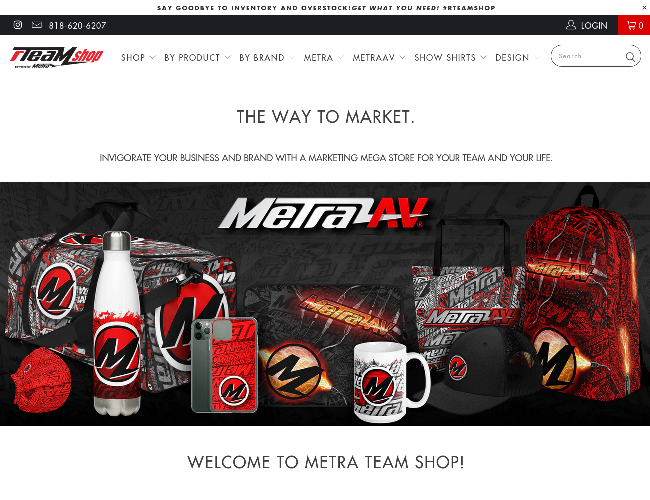 SAY GOODBYE TO INVENTORY AND OVERSTOCK!GET WHAT YOU NEED! #RTEAMSHOP
818-620-6207
LOGIN
0
rTEAM shop
SHOP
BY PRODUCT
BY BRAND
METRA
METRAAV
SHOW SHIRTS
DESIGN
Search
THE WAY TO MARKET.
INVIGORATE YOUR BUSINESS AND BRAND WITH A MARKETING MEGA STORE FOR YOUR TEAM AND YOUR LIFE.
MetraAV
WELCOME TO METRA TEAM SHOP!